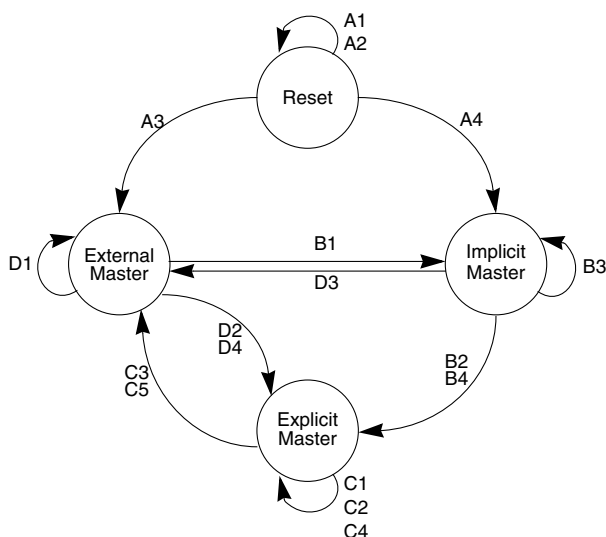 A1
A2
Reset
A3
A4
External
Master
Implicit
Master
B1
D3
D1
B3
D2
D4
B2
B4
C3
C5
Explicit
Master
C1
C2
C4